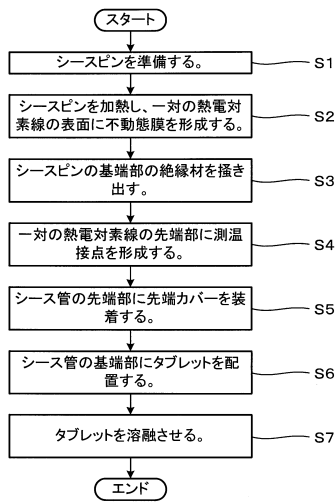 スタート
シースピンを準備する。
S1
シースピンを加熱し、一対の熱電対
素線の表面に不動態膜を形成する。
S2
シースピンの基端部の絶縁材を掻き
出す。
S3
一対の熱電対素線の先端部に測温
接点を形成する。
S4
シース管の先端部に先端カバーを装
着する。
S5
シース管の基端部にタブレットを配
置する。
S6
タブレットを溶融させる。
S7
エンド